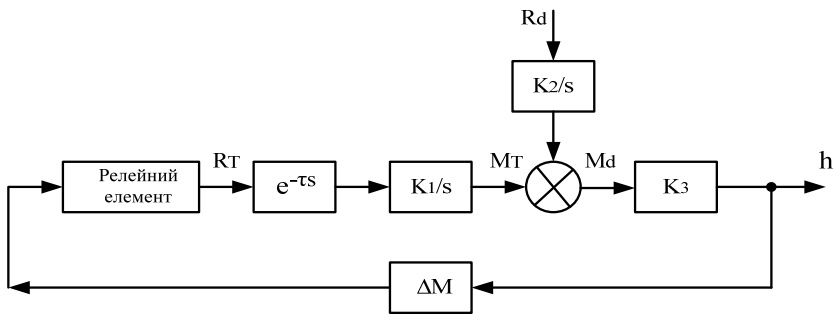 Rd
K2/s
Релейний
елемент
RT
e-τs
K1/s
MT
Md
K3
h
ΔM